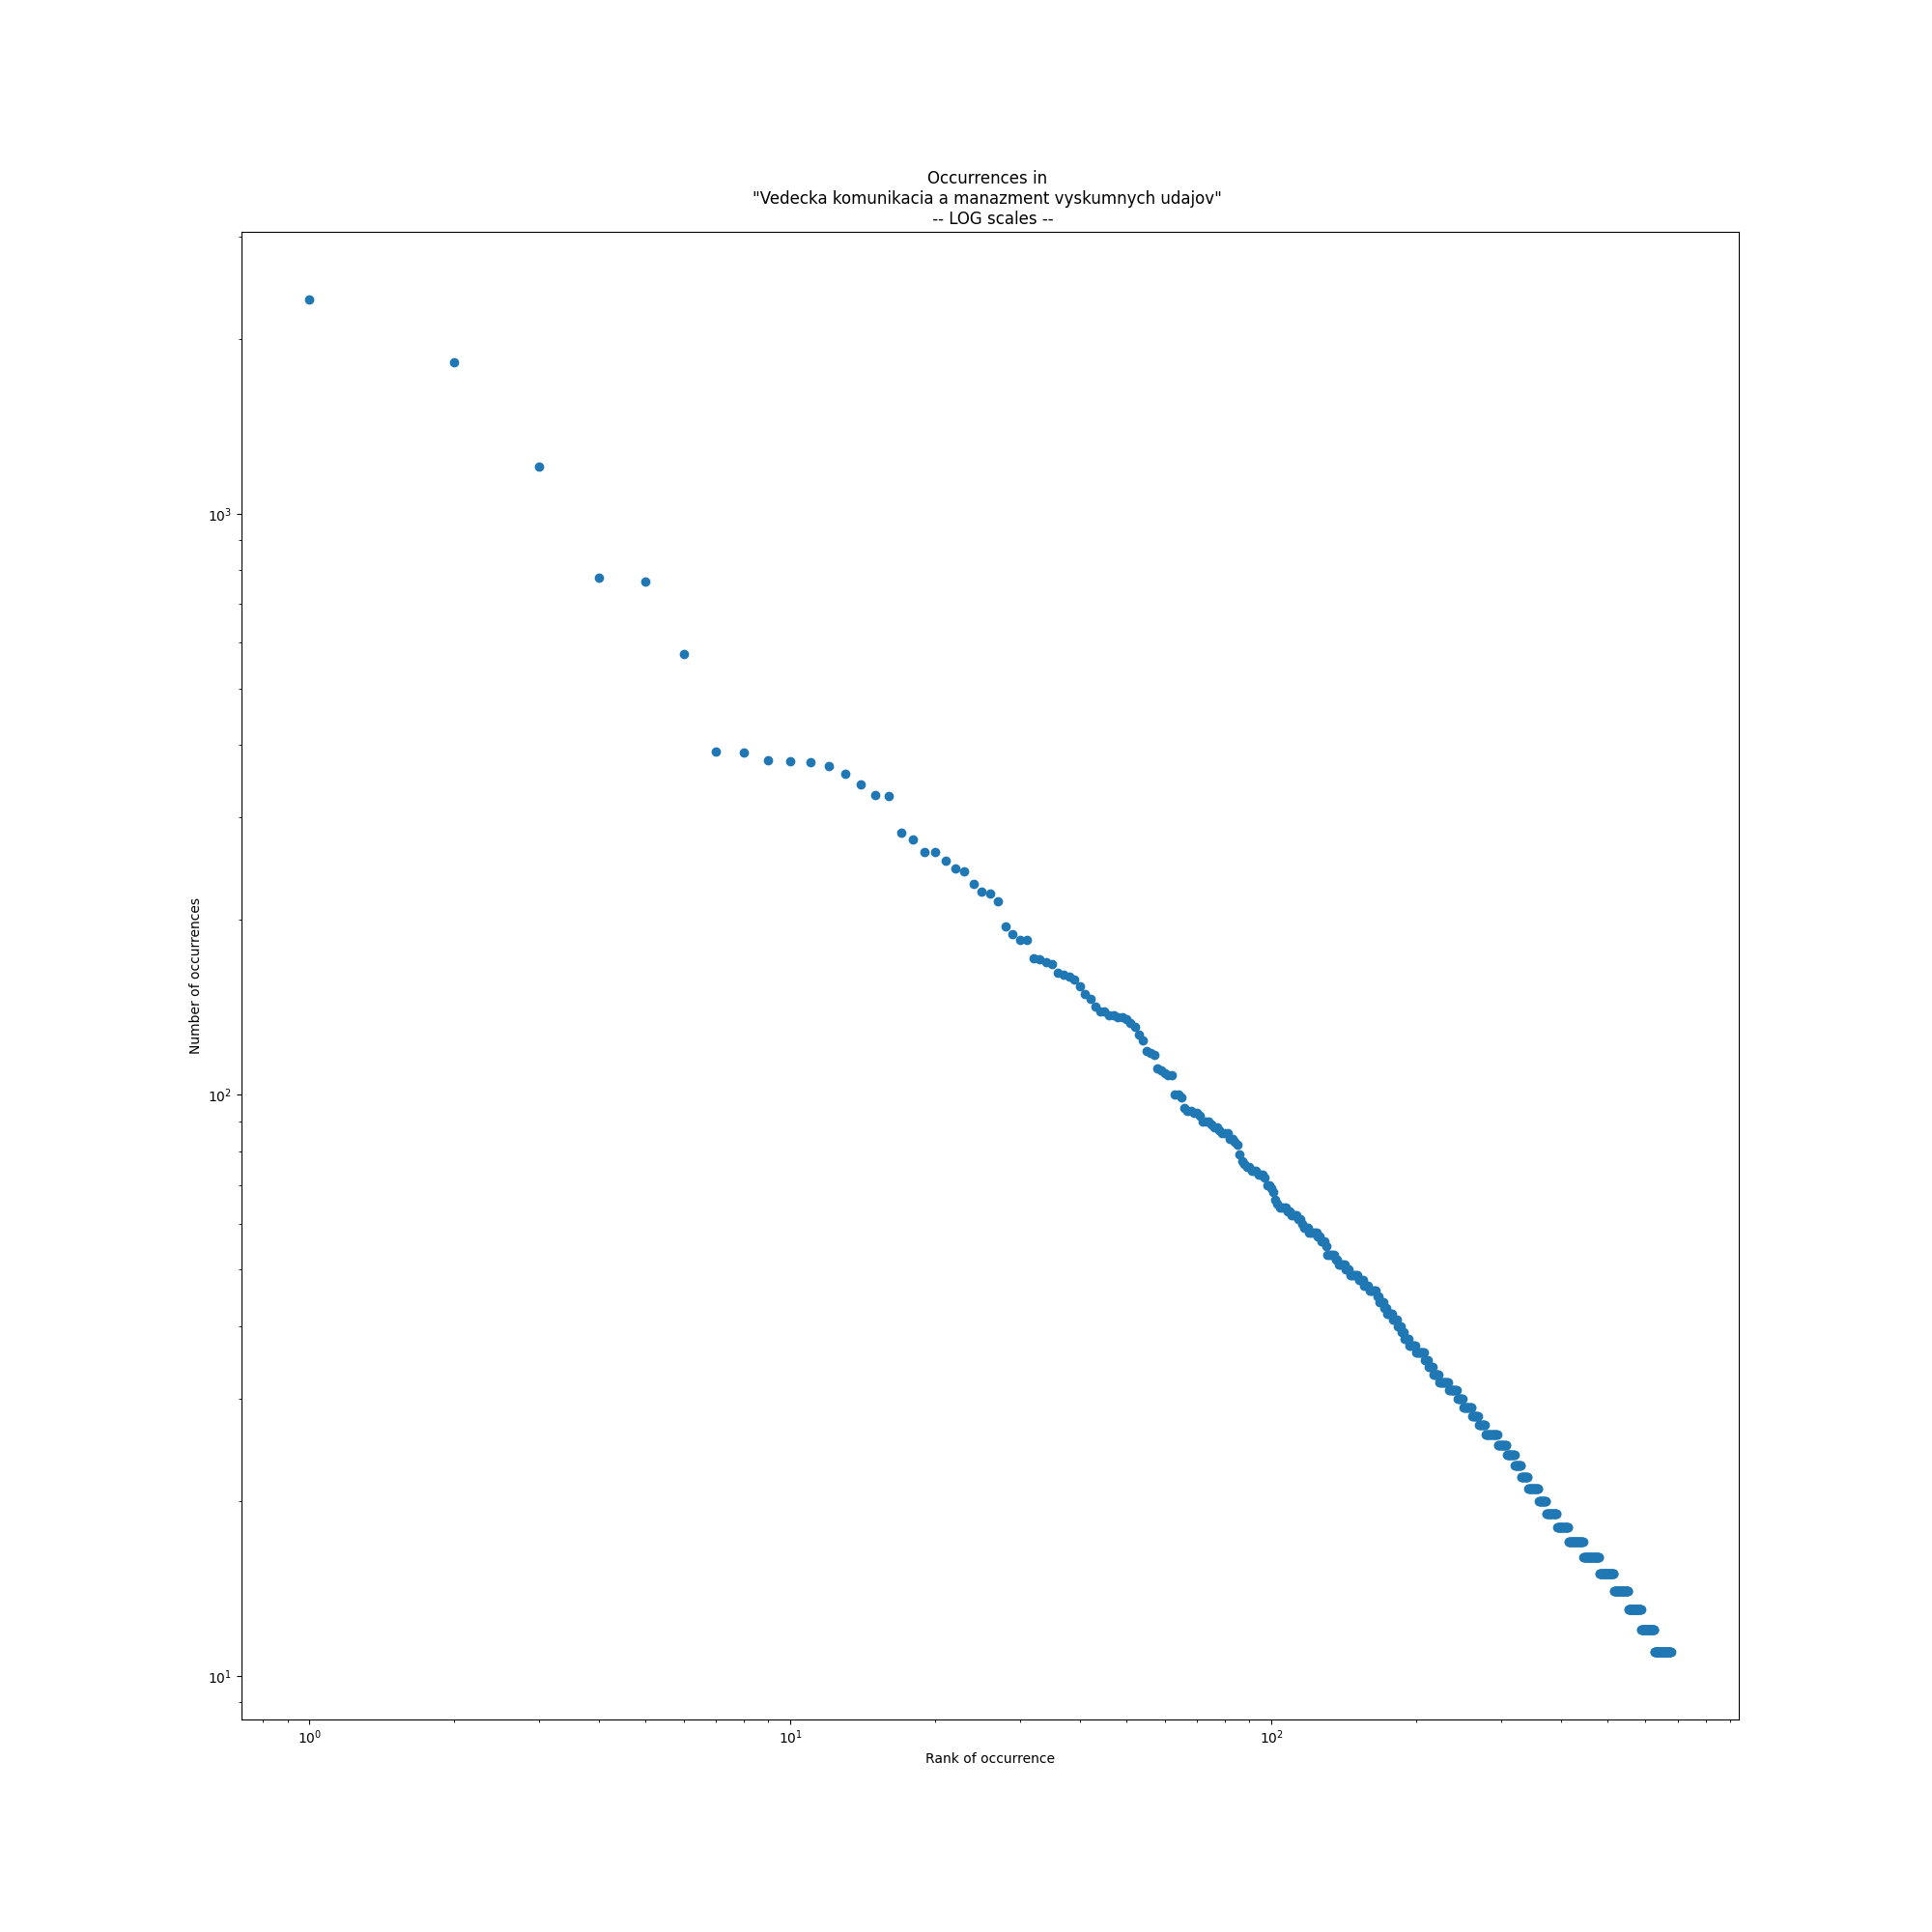 Occurrences in
"Vedecka komunikacia a manazment vyskumnych udajov"
-- LOG scales --
10³
10²
10¹
Number of occurrences
10⁰
10¹
10²
Rank of occurrence